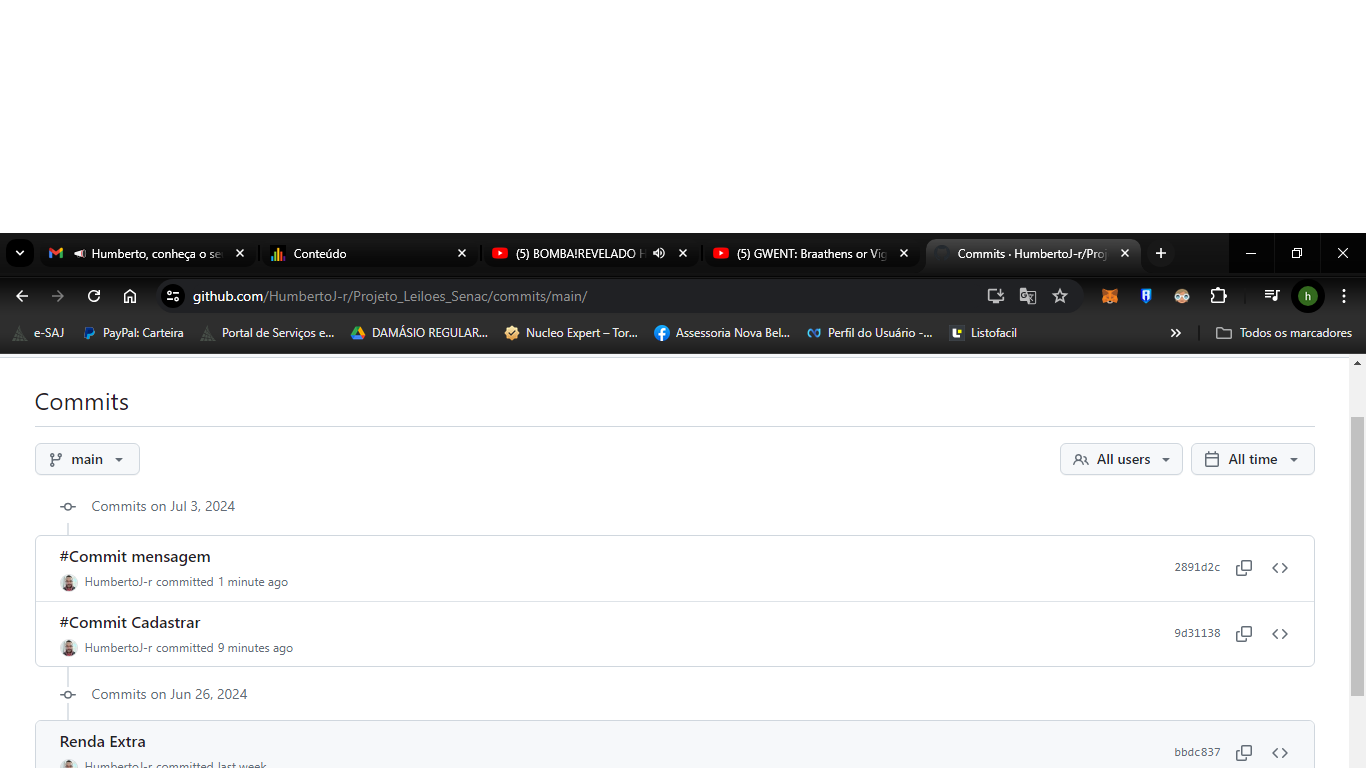 Humberto, conheça o se
Conteúdo
(5) BOMBA!REVELADO H
(5) GWENT: Braathens or Vig
Commits · HumbertoJ-r/Proj
github.com/HumbertoJ-r/Projeto_Leiloes_Senac/commits/main/
h
e-SAJ
PayPal: Carteira
Portal de Serviços e...
DAMÁSIO REGULAR...
Nucleo Expert – Tor...
Assessoria Nova Bel...
Perfil do Usuário -...
Listofacil
Todos os marcadores
Commits
main
All users
All time
Commits on Jul 3, 2024
#Commit mensagem
2891d2c
HumbertoJ-r committed 1 minute ago
#Commit Cadastrar
9d31138
HumbertoJ-r committed 9 minutes ago
Commits on Jun 26, 2024
Renda Extra
bbdc837
HumbertoJ-r committed last week